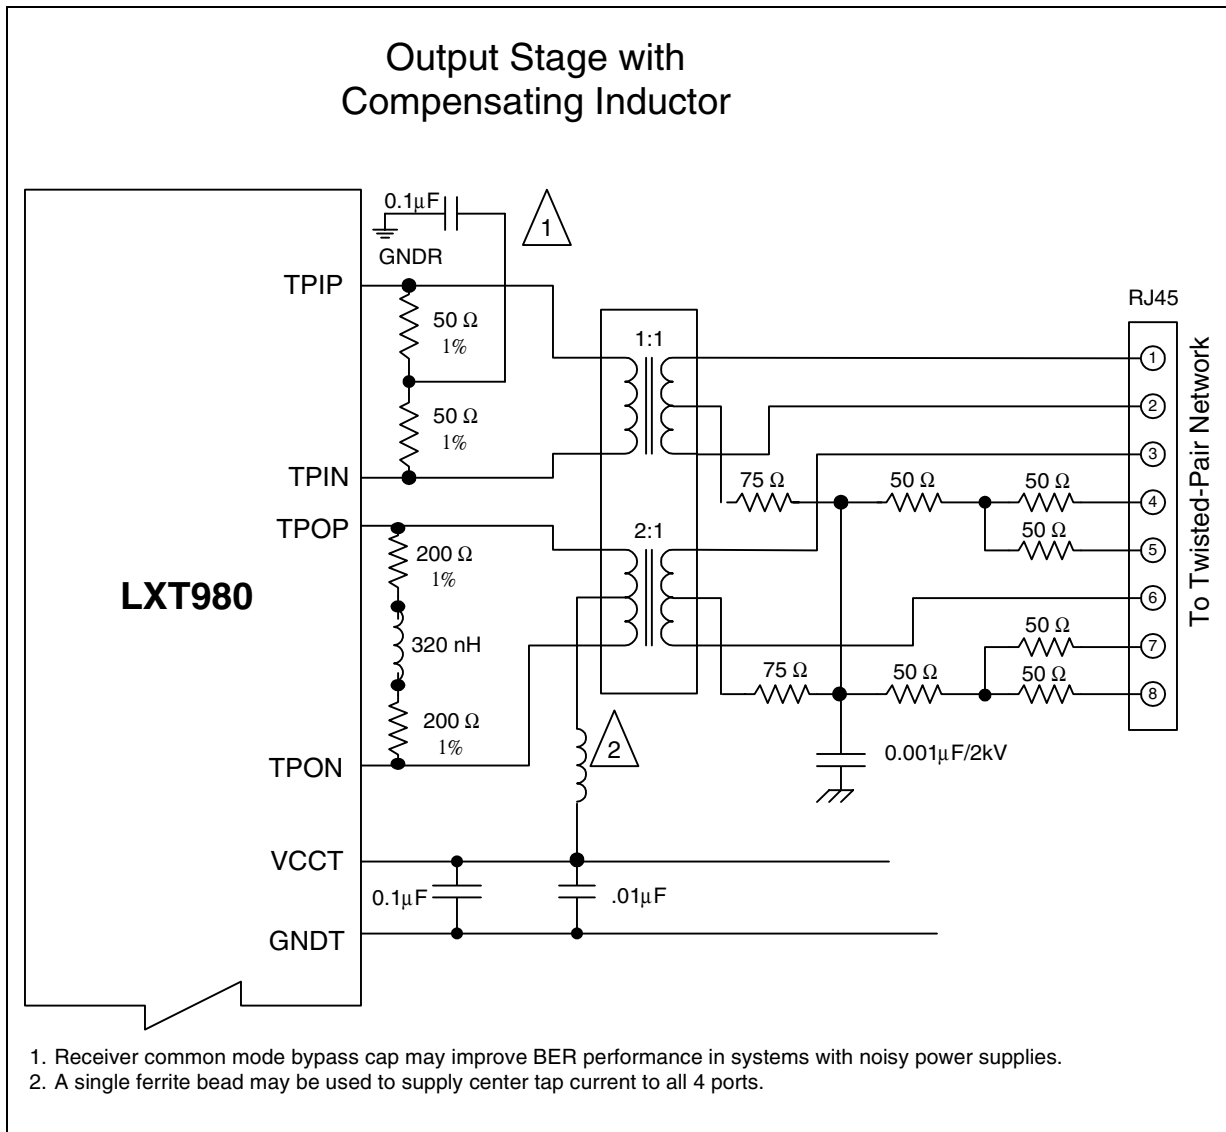 Output Stage with
Compensating Inductor
0.1µF
1
GNDR
TPIP
RJ45
50 Ω
1%
1:1
1
2
50 Ω
1%
3
TPIN
75 Ω
50 Ω
50 Ω
4
TPOP
2:1
50 Ω
5
200 Ω
1%
LXT980
6
To Twisted-Pair Network
320 nH
50 Ω
7
75 Ω
50 Ω
50 Ω
8
200 Ω
1%
2
TPON
0.001µF/2kV
VCCT
0.1µF
.01µF
GNDT
1. Receiver common mode bypass cap may improve BER performance in systems with noisy power supplies.
2. A single ferrite bead may be used to supply center tap current to all 4 ports.